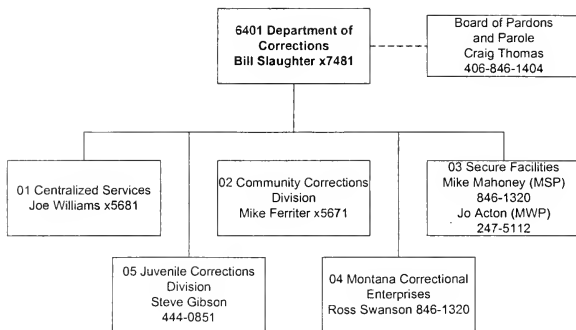 6401 Department of
Corrections
Bill Slaughter x7481
Board of Pardons
and Parole
Craig Thomas
406-846-1404
01 Centralized Services
Joe Williams x5681
02 Community Corrections
Division
Mike Ferriter x5671
03 Secure Facilities
Mike Mahoney (MSP)
846-1320
Jo Acton (MWP)
247-5112
05 Juvenile Corrections
Division
Steve Gibson
444-0851
04 Montana Correctional
Enterprises
Ross Swanson 846-1320